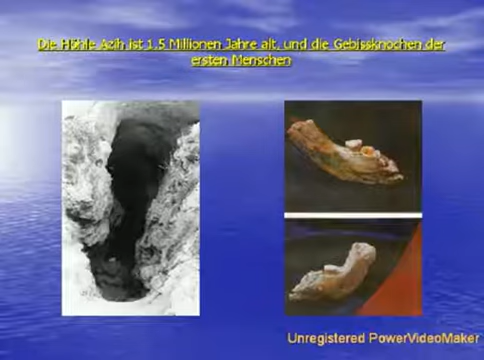 Die Höhle Azih ist 1,5 Millionen Jahre alt, und die Gebissknochen der
ersten Menschen
Unregistered PowerVideoMaker